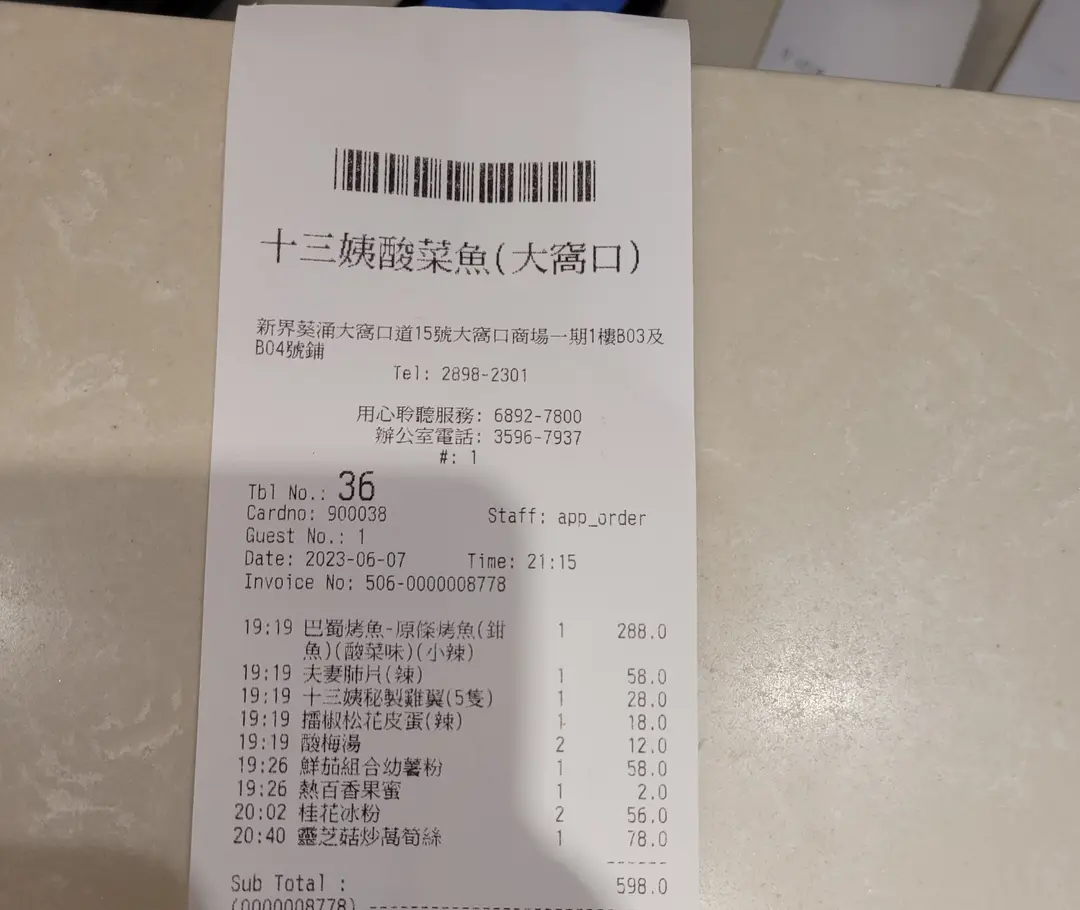 十三姨酸菜魚(大窩口)
新界葵涌大窩口道15號大窩口商場一期1樓B03及
B04號鋪
Tel: 2898-2301
用心聆聽服務: 6892-7800
辦公室電話: 3596-7937
#: 1
Tbl No.: 36
Cardno: 900038 Staff: app_order
Guest No.: 1
Date: 2023-06-07 Time: 21:15
Invoice No: 506-0000008778
19:19 巴蜀烤魚-原條烤魚(鉗 1 288.0
魚)(酸菜味)(小辣)
19:19 夫妻肺片(辣) 1 58.0
19:19 十三姨秘製雞翼(5隻) 1 28.0
19:19 擂椒松花皮蛋(辣) 1 18.0
19:19 酸梅湯 2 12.0
19:26 鮮茄組合幼薯粉 1 58.0
19:26 熱百香果蜜 1 2.0
20:02 桂花冰粉 2 56.0
20:40 靈芝菇炒萵筍絲 1 78.0
------
Sub Total : 598.0
(0000008778) --------------------